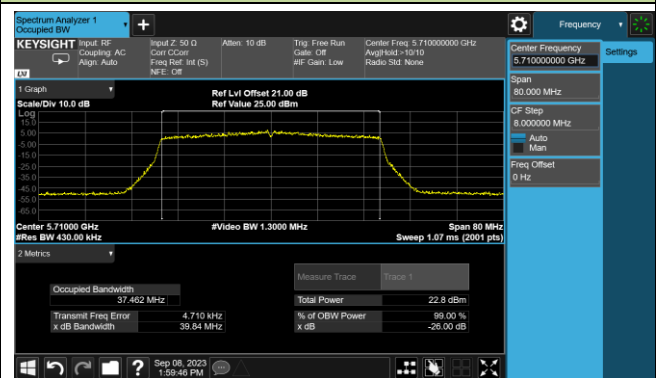 Spectrum Analyzer 1
Occupied BW
Frequency
KEYSIGHT
Input: RF
Coupling: AC
Align: Auto
Input Z: 50 Ω
Corr CCorr
Freq Ref: Int (S)
NFE: Off
Atten: 10 dB
Trig: Free Run
Gate: Off
#IF Gain: Low
Center Freq: 5.710000000 GHz
Avg|Hold:>10/10
Radio Std: None
LXI
Center Frequency
5.710000000 GHz
Settings
Span
80.000 MHz
CF Step
8.000000 MHz
Auto
Man
Freq Offset
0 Hz
1 Graph
Scale/Div 10.0 dB
Ref Lvl Offset 21.00 dB
Ref Value 25.00 dBm
Log
15.0
5.00
-5.00
-15.0
-25.0
-35.0
-45.0
-55.0
-65.0
Center 5.71000 GHz
#Video BW 1.3000 MHz
Span 80 MHz
#Res BW 430.00 kHz
Sweep 1.07 ms (2001 pts)
2 Metrics
Measure Trace
Trace 1
Occupied Bandwidth
37.462 MHz
Total Power
22.8 dBm
Transmit Freq Error
4.710 kHz
% of OBW Power
99.00 %
x dB Bandwidth
39.84 MHz
x dB
-26.00 dB
Sep 08, 2023
1:59:46 PM